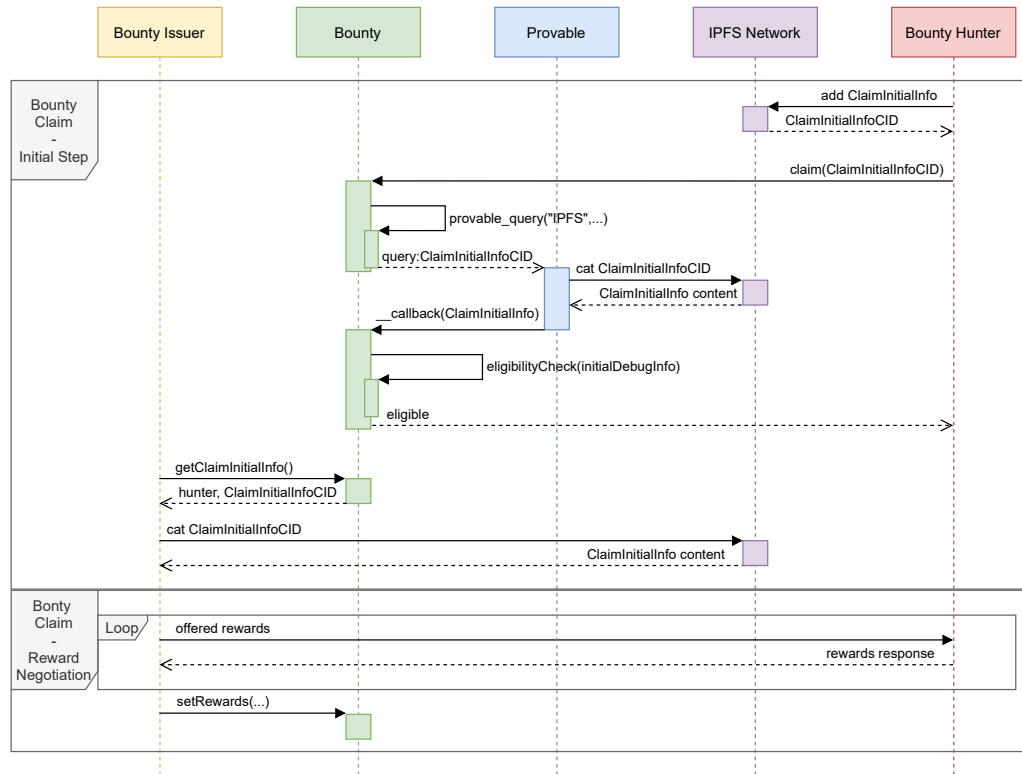 Bounty Issuer
Bounty
Provable
IPFS Network
Bounty Hunter
Bounty
Claim
-
Initial Step
add ClaimInitialInfo
ClaimInitialInfoCID
claim(ClaimInitialInfoCID)
provable_query("IPFS",...)
query:ClaimInitialInfoCID
cat ClaimInitialInfoCID
ClaimInitialInfo content
__callback(ClaimInitialInfo)
eligibilityCheck(initialDebugInfo)
eligible
getClaimInitialInfo()
hunter, ClaimInitialInfoCID
cat ClaimInitialInfoCID
ClaimInitialInfo content
Bonty
Claim
-
Reward
Negotiation
Loop
offered rewards
rewards response
setRewards(...)